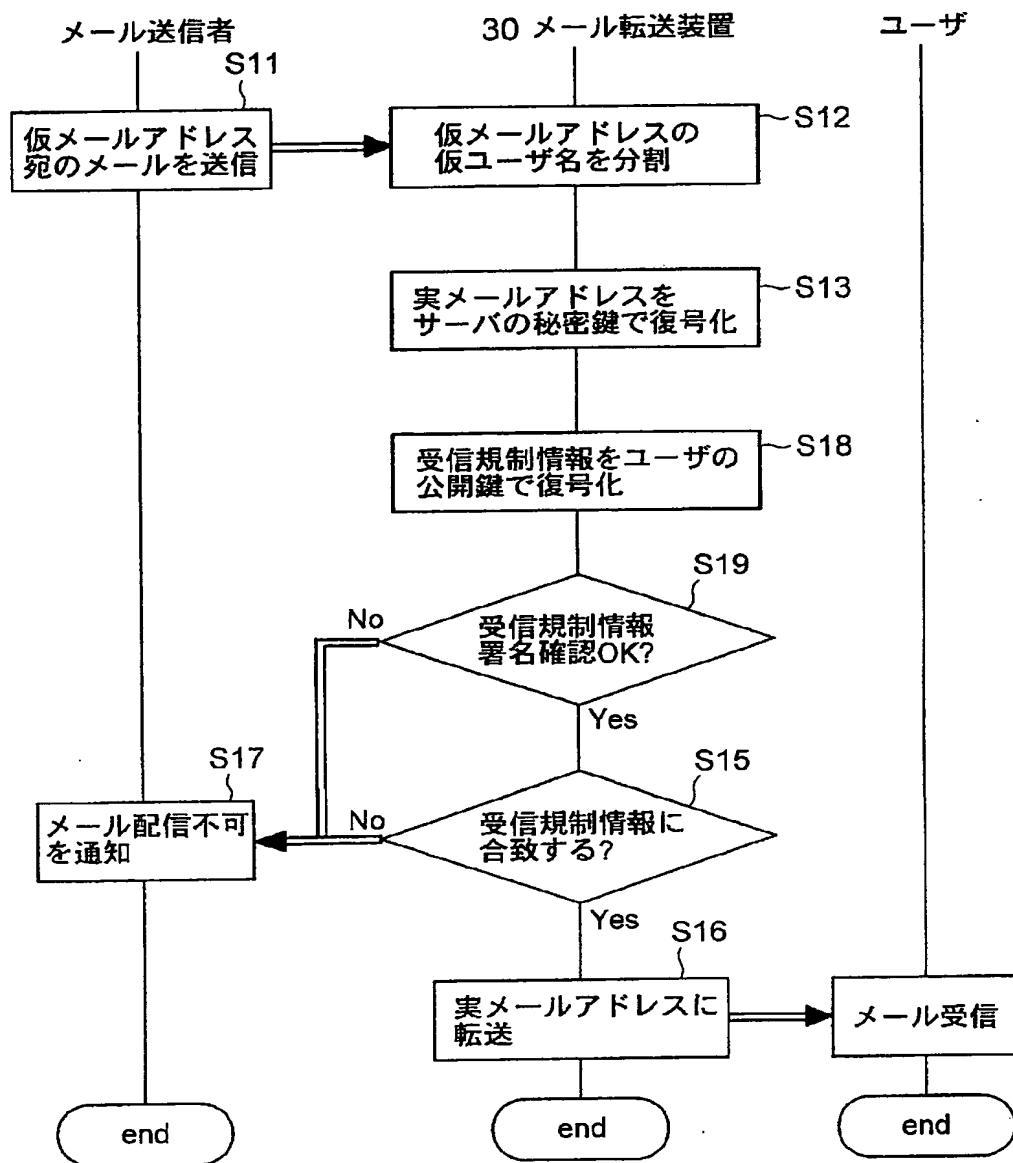 メール送信者
30 メール転送装置
ユーザ
S11
仮メールアドレス
宛のメールを送信
S12
仮メールアドレスの
仮ユーザ名を分割
S13
実メールアドレスを
サーバの秘密鍵で復号化
S18
受信規制情報をユーザの
公開鍵で復号化
S19
受信規制情報
署名確認OK?
No
Yes
S15
受信規制情報に
合致する?
No
Yes
S17
メール配信不可
を通知
S16
実メールアドレスに
転送
メール受信
end
end
end